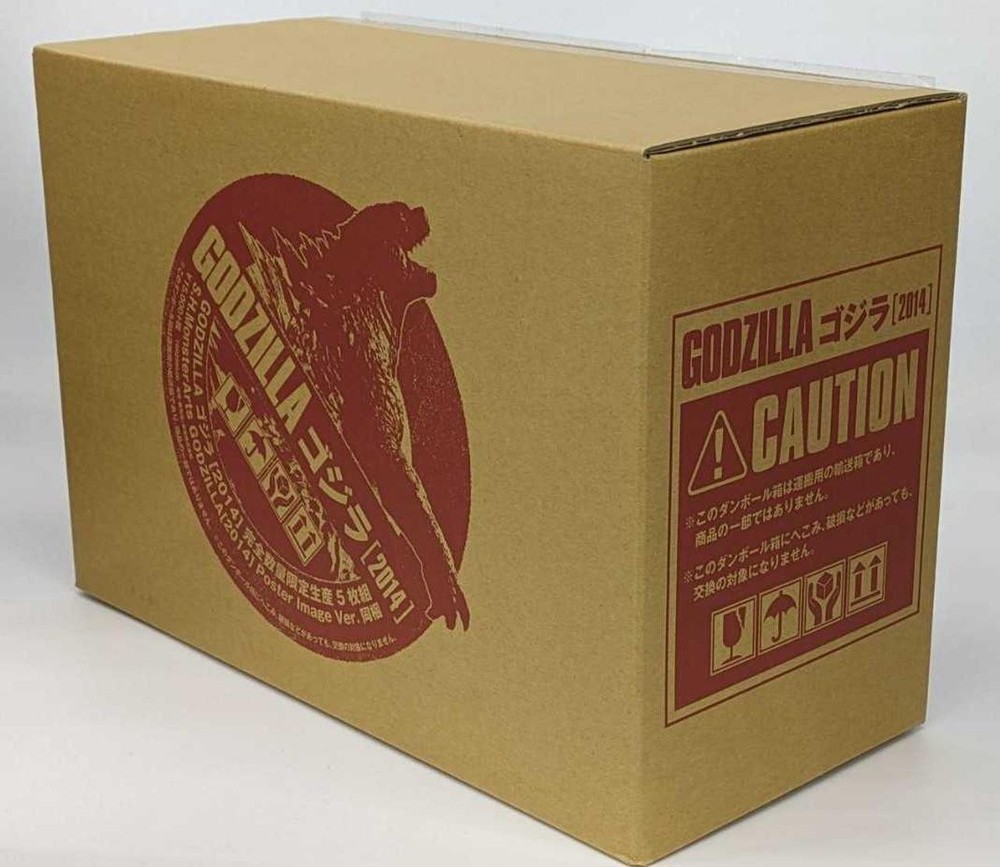 GODZILLA ゴジラ[2014]
GODZILLA ゴジラ[2014] 完全数量限定生産5枚組
S.H.MonsterArts GODZILLA[2014] Poster Image Ver. 同梱
GODZILLA ゴジラ[2014]
CAUTION
※このダンボール箱は運搬用の輸送箱であり、
商品の一部ではありません。
※このダンボール箱にへこみ、破損などがあっても、
交換の対象になりません。